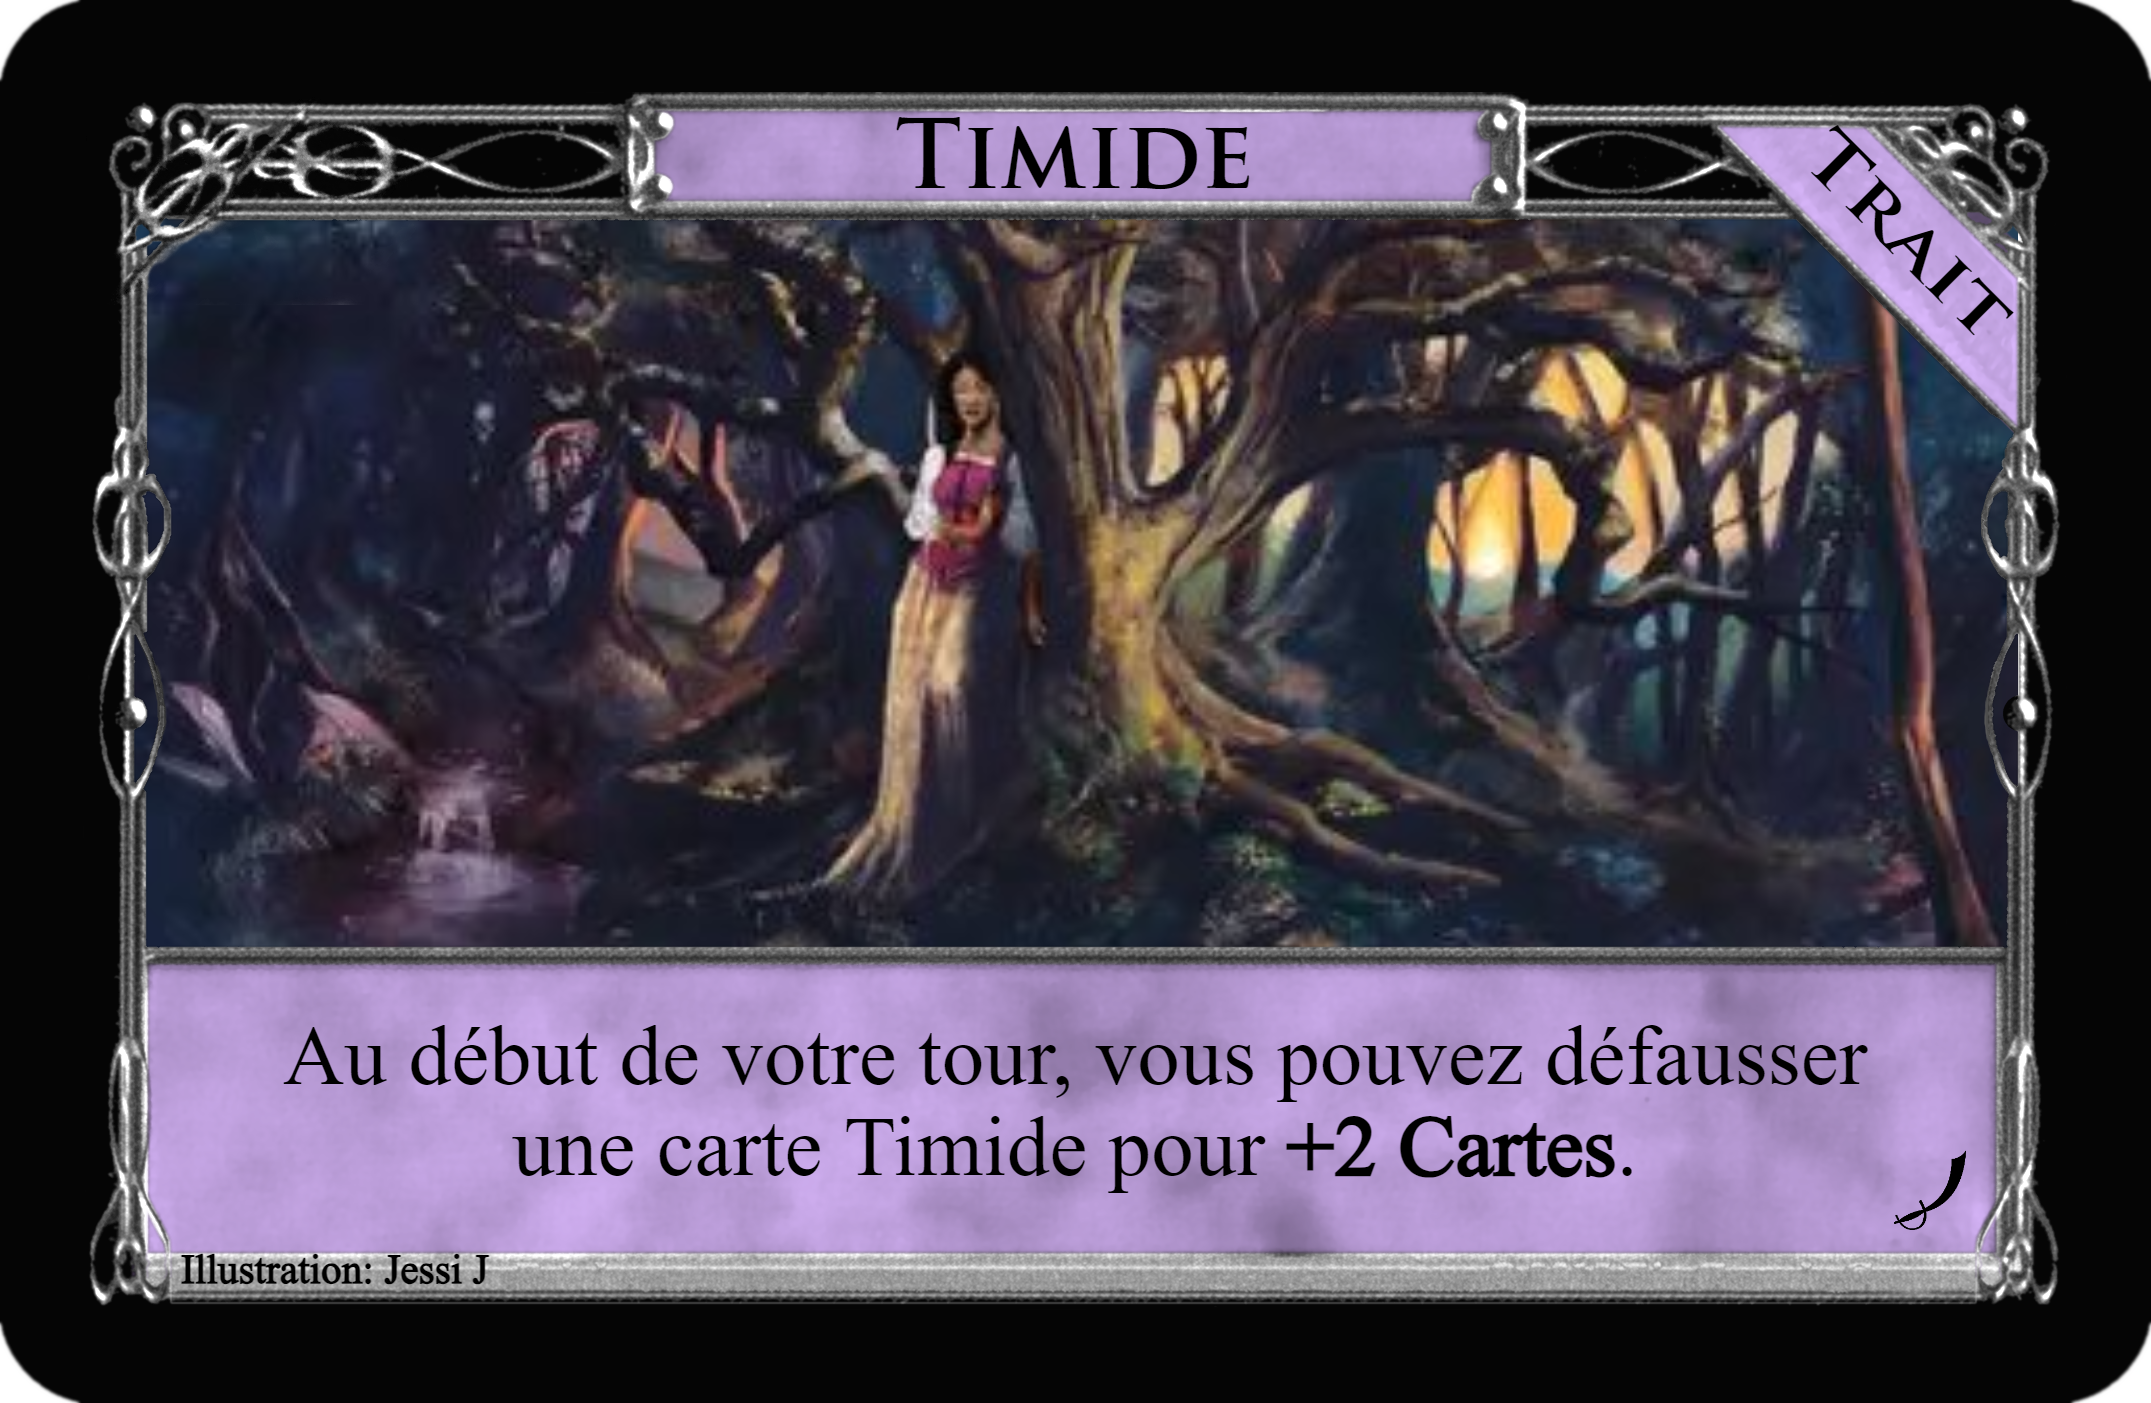 TIMIDE
TRAIT
Au début de votre tour, vous pouvez défausser
une carte Timide pour +2 Cartes.
Illustration: Jessi J